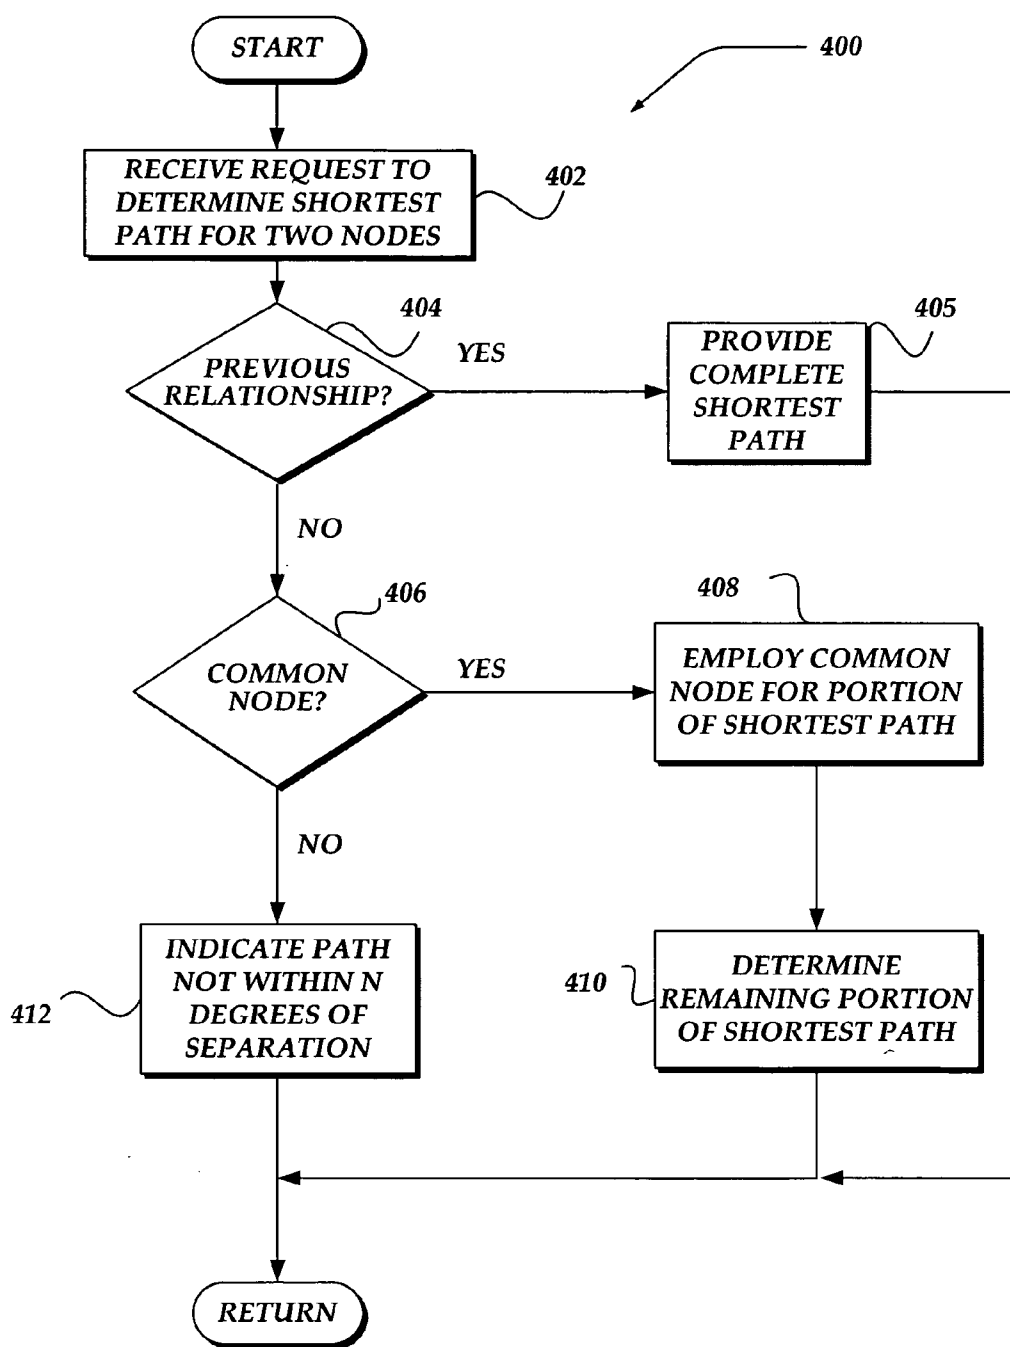 START
400
RECEIVE REQUEST TO
DETERMINE SHORTEST
PATH FOR TWO NODES
402
404
PREVIOUS
RELATIONSHIP?
YES
405
PROVIDE
COMPLETE
SHORTEST
PATH
NO
406
COMMON
NODE?
YES
408
EMPLOY COMMON
NODE FOR PORTION
OF SHORTEST PATH
NO
INDICATE PATH
NOT WITHIN N
DEGREES OF
SEPARATION
412
410
DETERMINE
REMAINING PORTION
OF SHORTEST PATH
RETURN